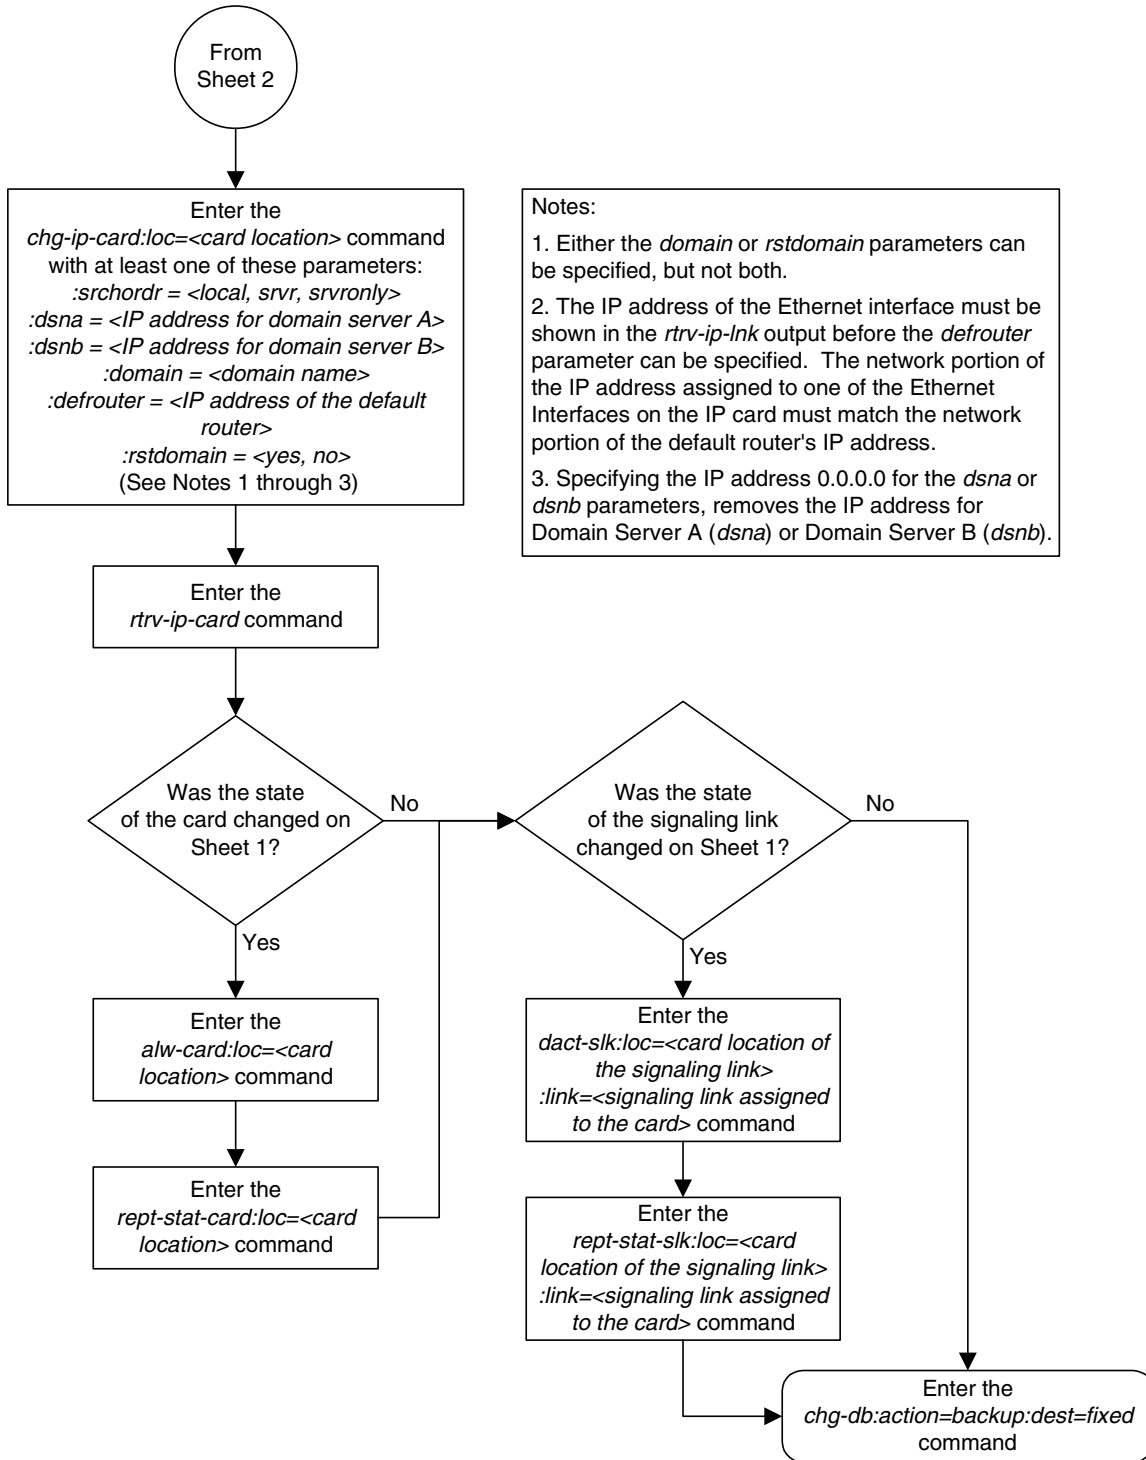 From
Sheet 2
Enter the
chg-ip-card:loc=<card location> command
with at least one of these parameters:
:srchordr = <local, srvr, srvronly>
:dsna = <IP address for domain server A>
:dsnb = <IP address for domain server B>
:domain = <domain name>
:defrouter = <IP address of the default
router>
:rstdomain = <yes, no>
(See Notes 1 through 3)
Notes:
1. Either the domain or rstdomain parameters can
be specified, but not both.
2. The IP address of the Ethernet interface must be
shown in the rtrv-ip-lnk output before the defrouter
parameter can be specified.  The network portion of
the IP address assigned to one of the Ethernet
Interfaces on the IP card must match the network
portion of the default router's IP address.
3. Specifying the IP address 0.0.0.0 for the dsna or
dsnb parameters, removes the IP address for
Domain Server A (dsna) or Domain Server B (dsnb).
Enter the
rtrv-ip-card command
Was the state
of the card changed on
Sheet 1?
No
Yes
Enter the
alw-card:loc=<card
location> command
Enter the
rept-stat-card:loc=<card
location> command
Was the state
of the signaling link
changed on Sheet 1?
No
Yes
Enter the
dact-slk:loc=<card location of
the signaling link>
:link=<signaling link assigned
to the card> command
Enter the
rept-stat-slk:loc=<card
location of the signaling link>
:link=<signaling link assigned
to the card> command
Enter the
chg-db:action=backup:dest=fixed
command